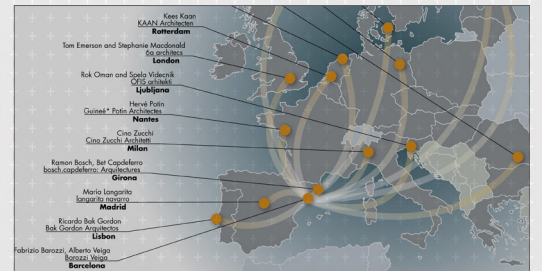 Kees Kaan
KAAN Architecten
Rotterdam
Tom Emerson and Stephanie Macdonald
6a architecs
London
Rok Oman and Spela Videcnik
OFIS arhitekti
Ljubljana
Hervé Potin
Guineé* Potin Architectes
Nantes
Cino Zucchi
Cino Zucchi Architetti
Milan
Ramon Bosch, Bet Capdeferro
bosch.capdeferro: Arquitectures
Girona
María Langarita
langarita navarro
Madrid
Ricardo Bak Gordon
Bak Gordon Arquitectos
Lisbon
Fabrizio Barozzi, Alberto Veiga
Barozzi Veiga
Barcelona